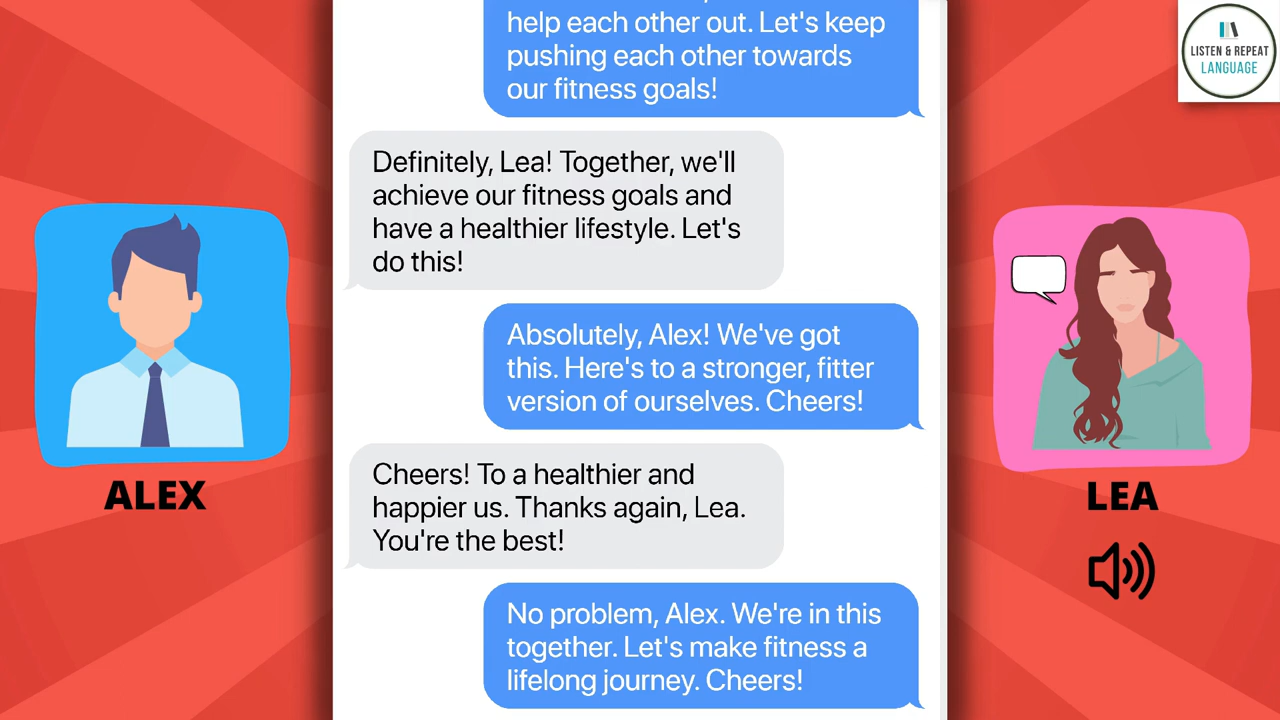 help each other out. Let's keep
pushing each other towards
our fitness goals!
Definitely, Lea! Together, we'll
achieve our fitness goals and
have a healthier lifestyle. Let's
do this!
Absolutely, Alex! We've got
this. Here's to a stronger, fitter
version of ourselves. Cheers!
Cheers! To a healthier and
happier us. Thanks again, Lea.
You're the best!
No problem, Alex. We're in this
together. Let's make fitness a
lifelong journey. Cheers!
ALEX
LEA
LISTEN & REPEAT
LANGUAGE